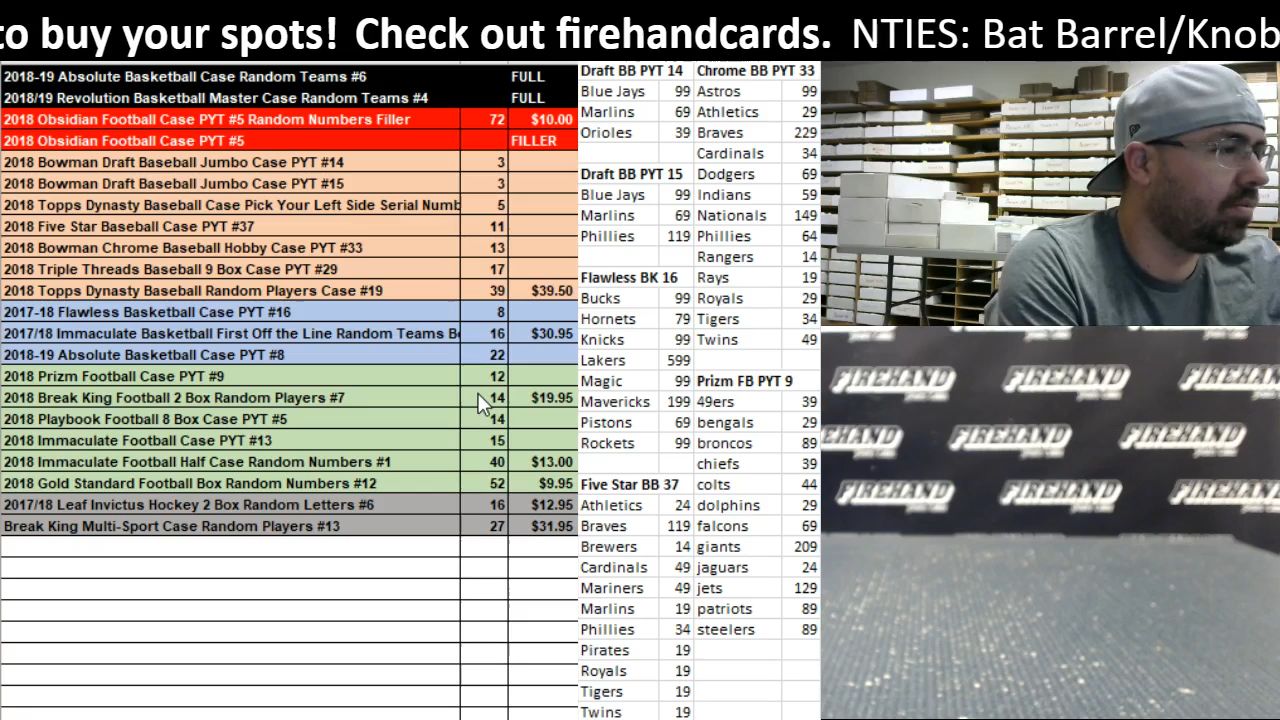 to buy your spots! Check out firehandcards. NTIES: Bat Barrel/Knob
2018-19 Absolute Basketball Case Random Teams #6 FULL
2018/19 Revolution Basketball Master Case Random Teams #4 FULL
2018 Obsidian Football Case PYT #5 Random Numbers Filler 72 $10.00
2018 Obsidian Football Case PYT #5 FILLER
2018 Bowman Draft Baseball Jumbo Case PYT #14 3
2018 Bowman Draft Baseball Jumbo Case PYT #15 3
2018 Topps Dynasty Baseball Case Pick Your Left Side Serial Numb 5
2018 Five Star Baseball Case PYT #37 11
2018 Bowman Chrome Baseball Hobby Case PYT #33 13
2018 Triple Threads Baseball 9 Box Case PYT #29 17
2018 Topps Dynasty Baseball Random Players Case #19 39 $39.50
2017-18 Flawless Basketball Case PYT #16 8
2017/18 Immaculate Basketball First Off the Line Random Teams Be 16 $30.95
2018-19 Absolute Basketball Case PYT #8 22
2018 Prizm Football Case PYT #9 12
2018 Break King Football 2 Box Random Players #7 14 $19.95
2018 Playbook Football 8 Box Case PYT #5 14
2018 Immaculate Football Case PYT #13 15
2018 Immaculate Football Half Case Random Numbers #1 40 $13.00
2018 Gold Standard Football Box Random Numbers #12 52 $9.95
2017/18 Leaf Invictus Hockey 2 Box Random Letters #6 16 $12.95
Break King Multi-Sport Case Random Players #13 27 $31.95
Draft BB PYT 14
Blue Jays 99
Marlins 69
Orioles 39
Draft BB PYT 15
Blue Jays 99
Marlins 69
Phillies 119
Flawless BK 16
Bucks 99
Hornets 79
Knicks 99
Lakers 599
Magic 99
Mavericks 199
Pistons 69
Rockets 99
Five Star BB 37
Athletics 24
Braves 119
Brewers 14
Cardinals 49
Mariners 49
Marlins 19
Phillies 34
Pirates 19
Royals 19
Tigers 19
Twins 19
Chrome BB PYT 33
Astros 99
Athletics 29
Braves 229
Cardinals 34
Dodgers 69
Indians 59
Nationals 149
Phillies 64
Rangers 14
Rays 19
Royals 29
Tigers 34
Twins 49
Prizm FB PYT 9
49ers 39
bengals 29
broncos 89
chiefs 39
colts 44
dolphins 29
falcons 69
giants 209
jaguars 24
jets 129
patriots 89
steelers 89
FIREHAND FIREHAND FIREHAND
FIREHAND FIREHAND FIREHAND
FIREHAND FIREHAND FIREHAND